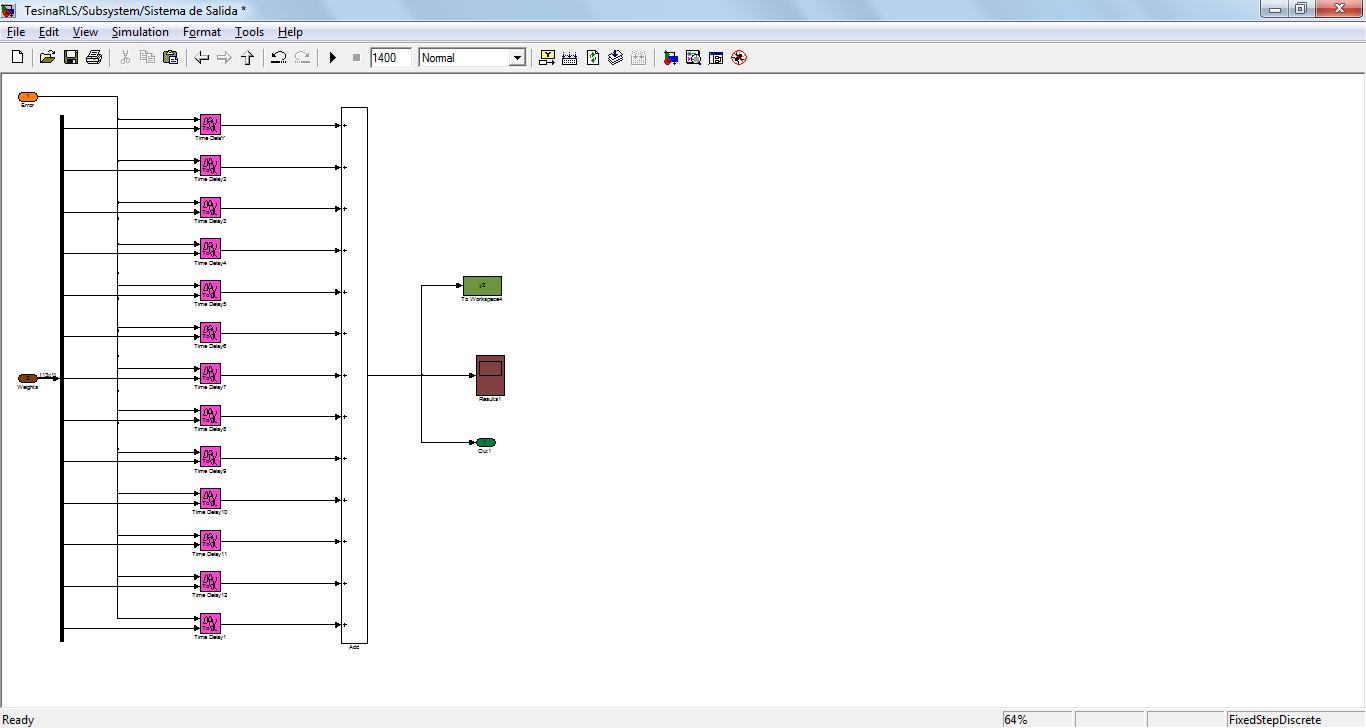 TesinaRLS/Subsystem/Sistema de Salida *
File Edit View Simulation Format Tools Help
1400 Normal
Error
Time Delay2
Time Delay3
Time Delay4
y2
To Workspace4
Time Delay5
Time Delay6
[13x1]
Weights
Time Delay7
Results1
Time Delay8
Out1
Time Delay9
Time Delay10
Time Delay11
Time Delay12
Time Delay1
Add
Ready 64% FixedStepDiscrete